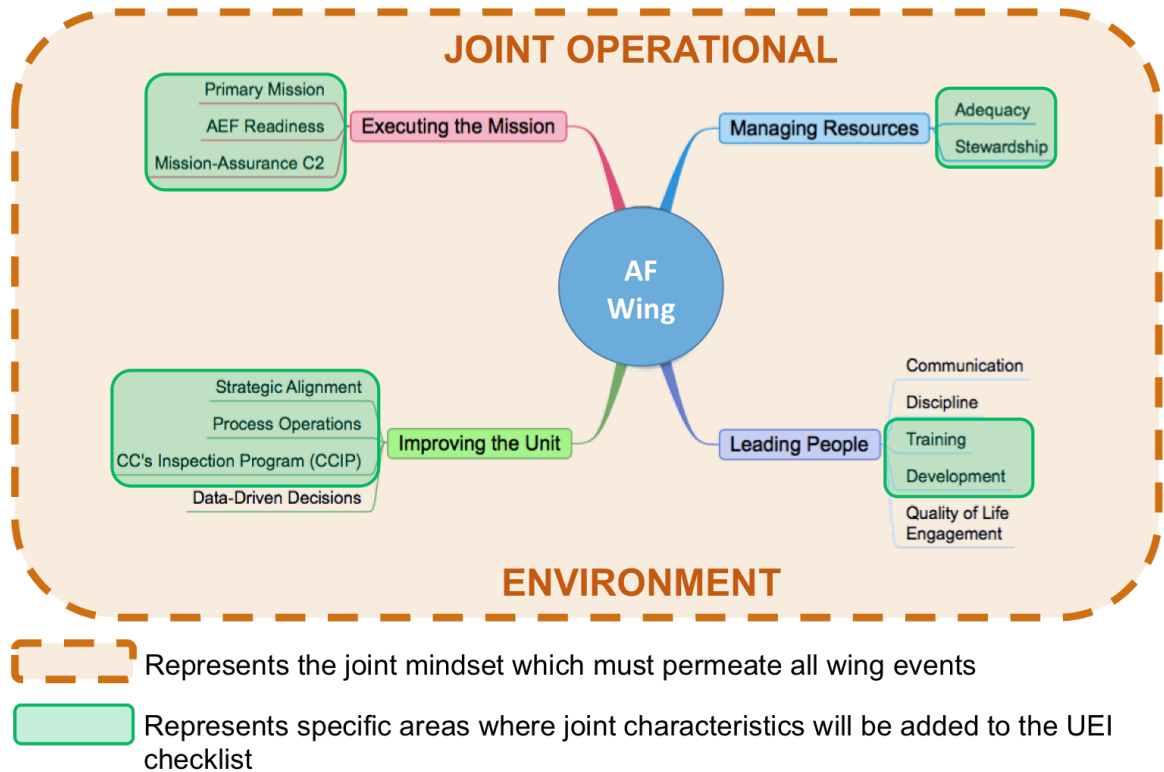 JOINT OPERATIONAL
Primary Mission
AEF Readiness
Mission-Assurance C2
Executing the Mission
Managing Resources
Adequacy
Stewardship
AF
Wing
Strategic Alignment
Process Operations
CC's Inspection Program (CCIP)
Data-Driven Decisions
Improving the Unit
Leading People
Communication
Discipline
Training
Development
Quality of Life
Engagement
ENVIRONMENT
Represents the joint mindset which must permeate all wing events
Represents specific areas where joint characteristics will be added to the UEI
checklist